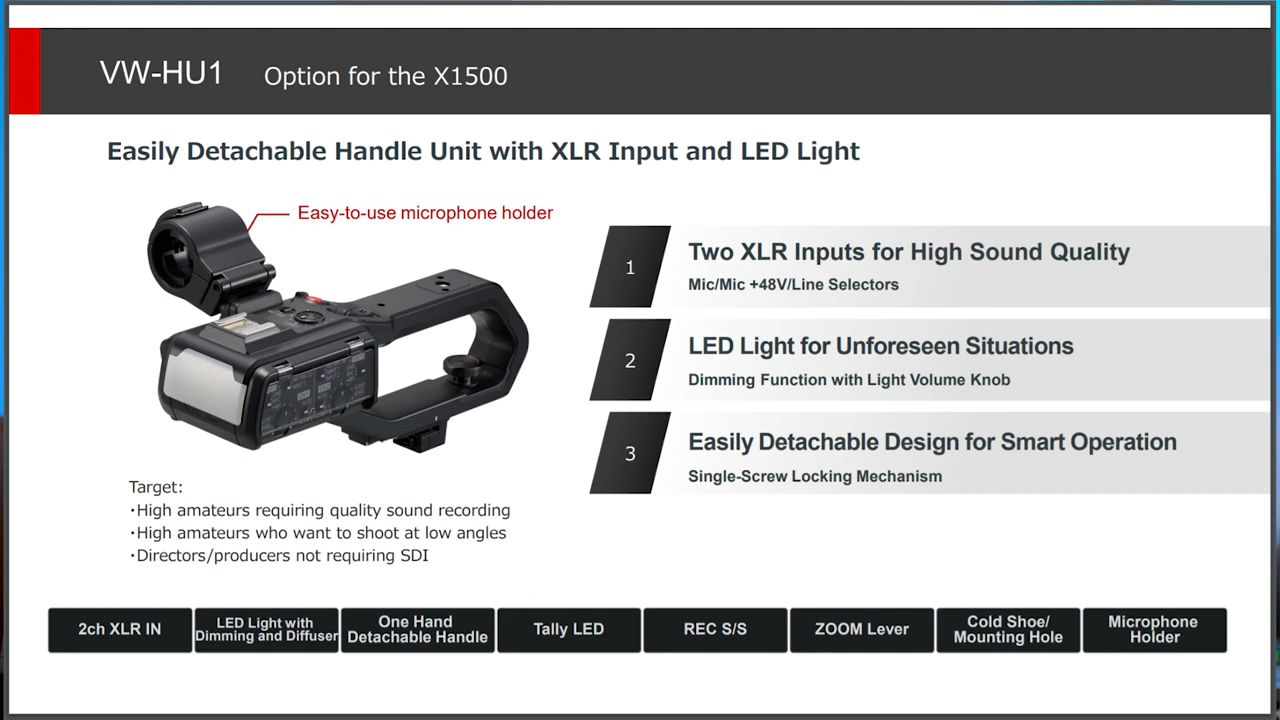 VW-HU1 Option for the X1500
Easily Detachable Handle Unit with XLR Input and LED Light
Easy-to-use microphone holder
1
Two XLR Inputs for High Sound Quality
Mic/Mic +48V/Line Selectors
2
LED Light for Unforeseen Situations
Dimming Function with Light Volume Knob
3
Easily Detachable Design for Smart Operation
Single-Screw Locking Mechanism
Target:
・High amateurs requiring quality sound recording
・High amateurs who want to shoot at low angles
・Directors/producers not requiring SDI
2ch XLR IN
LED Light with
Dimming and Diffuser
One Hand
Detachable Handle
Tally LED
REC S/S
ZOOM Lever
Cold Shoe/
Mounting Hole
Microphone
Holder